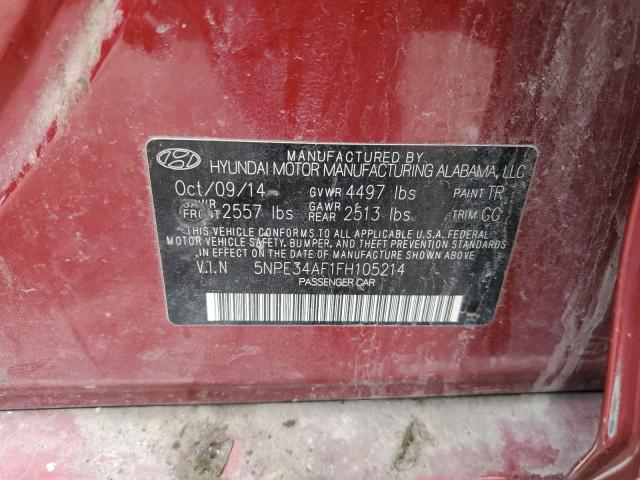 MANUFACTURED BY
HYUNDAI MOTOR MANUFACTURING ALABAMA, LLC
Oct/09/14 GVWR 4497 lbs PAINT TR
GAWR FRONT 2557 lbs GAWR REAR 2513 lbs TRIM GG
THIS VEHICLE CONFORMS TO ALL APPLICABLE U.S.A. FEDERAL
MOTOR VEHICLE SAFETY, BUMPER, AND THEFT PREVENTION STANDARDS
IN EFFECT ON THE DATE OF MANUFACTURE SHOWN ABOVE.
V.I.N 5NPE34AF1FH105214
PASSENGER CAR